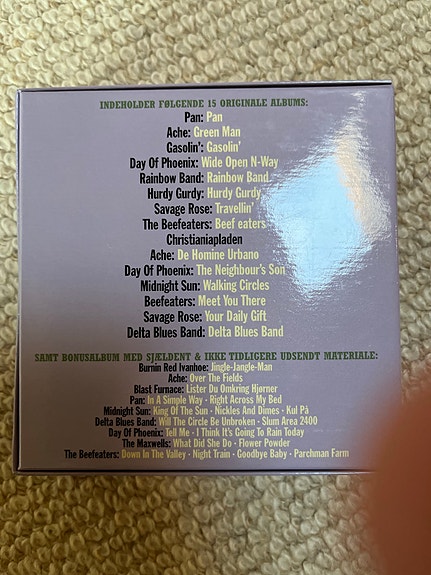 INDEHOLDER FØLGENDE 15 ORIGINALE ALBUMS:
Pan: Pan
Ache: Green Man
Gasolin': Gasolin'
Day Of Phoenix: Wide Open N-Way
Rainbow Band: Rainbow Band
Hurdy Gurdy: Hurdy Gurdy
Savage Rose: Travellin'
The Beefeaters: Beef eaters
Christianiapladen
Ache: De Homine Urbano
Day Of Phoenix: The Neighbour's Son
Midnight Sun: Walking Circles
Beefeaters: Meet You There
Savage Rose: Your Daily Gift
Delta Blues Band: Delta Blues Band
SAMT BONUSALBUM MED SJÆLDENT & IKKE TIDLIGERE UDSENDT MATERIALE:
Burnin Red Ivanhoe: Jingle-Jangle-Man
Ache: Over The Fields
Blast Furnace: Lister Du Omkring Hjørner
Pan: In A Simple Way · Right Across My Bed
Midnight Sun: King Of The Sun · Nickles And Dimes · Kul På
Delta Blues Band: Will The Circle Be Unbroken · Slum Area 2400
Day Of Phoenix: Tell Me · I Think It's Going To Rain Today
The Maxwells: What Did She Do · Flower Powder
The Beefeaters: Down In The Valley · Night Train · Goodbye Baby · Parchman Farm